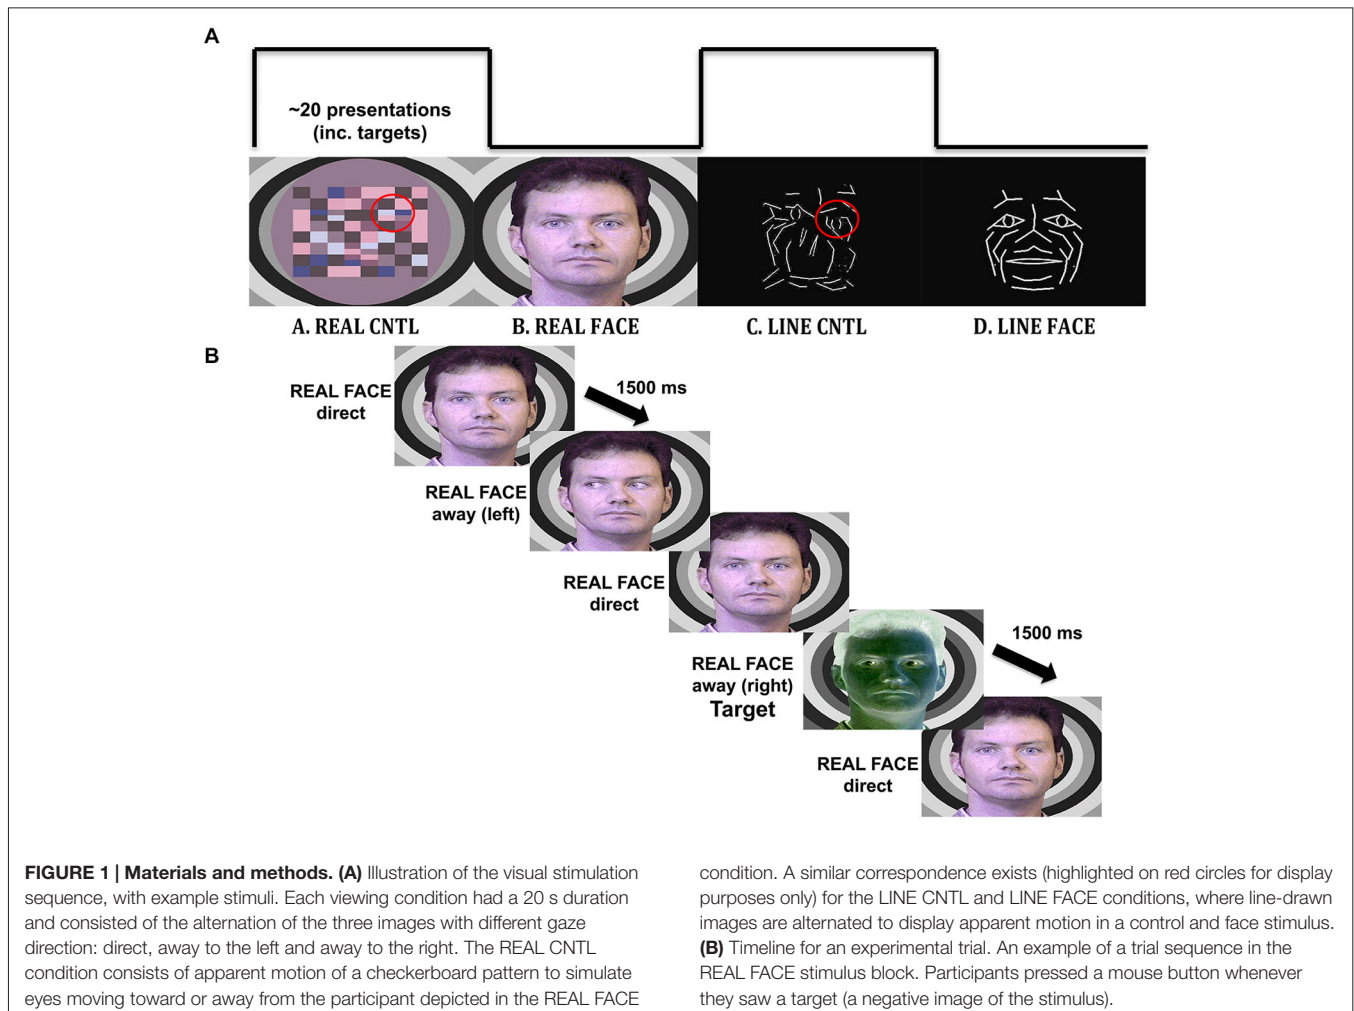 A
~20 presentations
(inc. targets)
A. REAL CNTL
B. REAL FACE
C. LINE CNTL
D. LINE FACE
B
REAL FACE
direct
1500 ms
REAL FACE
away (left)
REAL FACE
direct
REAL FACE
away (right)
Target
1500 ms
REAL FACE
direct
FIGURE 1 | Materials and methods. (A) Illustration of the visual stimulation
sequence, with example stimuli. Each viewing condition had a 20 s duration
and consisted of the alternation of the three images with different gaze
direction: direct, away to the left and away to the right. The REAL CNTL
condition consists of apparent motion of a checkerboard pattern to simulate
eyes moving toward or away from the participant depicted in the REAL FACE
condition. A similar correspondence exists (highlighted on red circles for display
purposes only) for the LINE CNTL and LINE FACE conditions, where line-drawn
images are alternated to display apparent motion in a control and face stimulus.
(B) Timeline for an experimental trial. An example of a trial sequence in the
REAL FACE stimulus block. Participants pressed a mouse button whenever
they saw a target (a negative image of the stimulus).